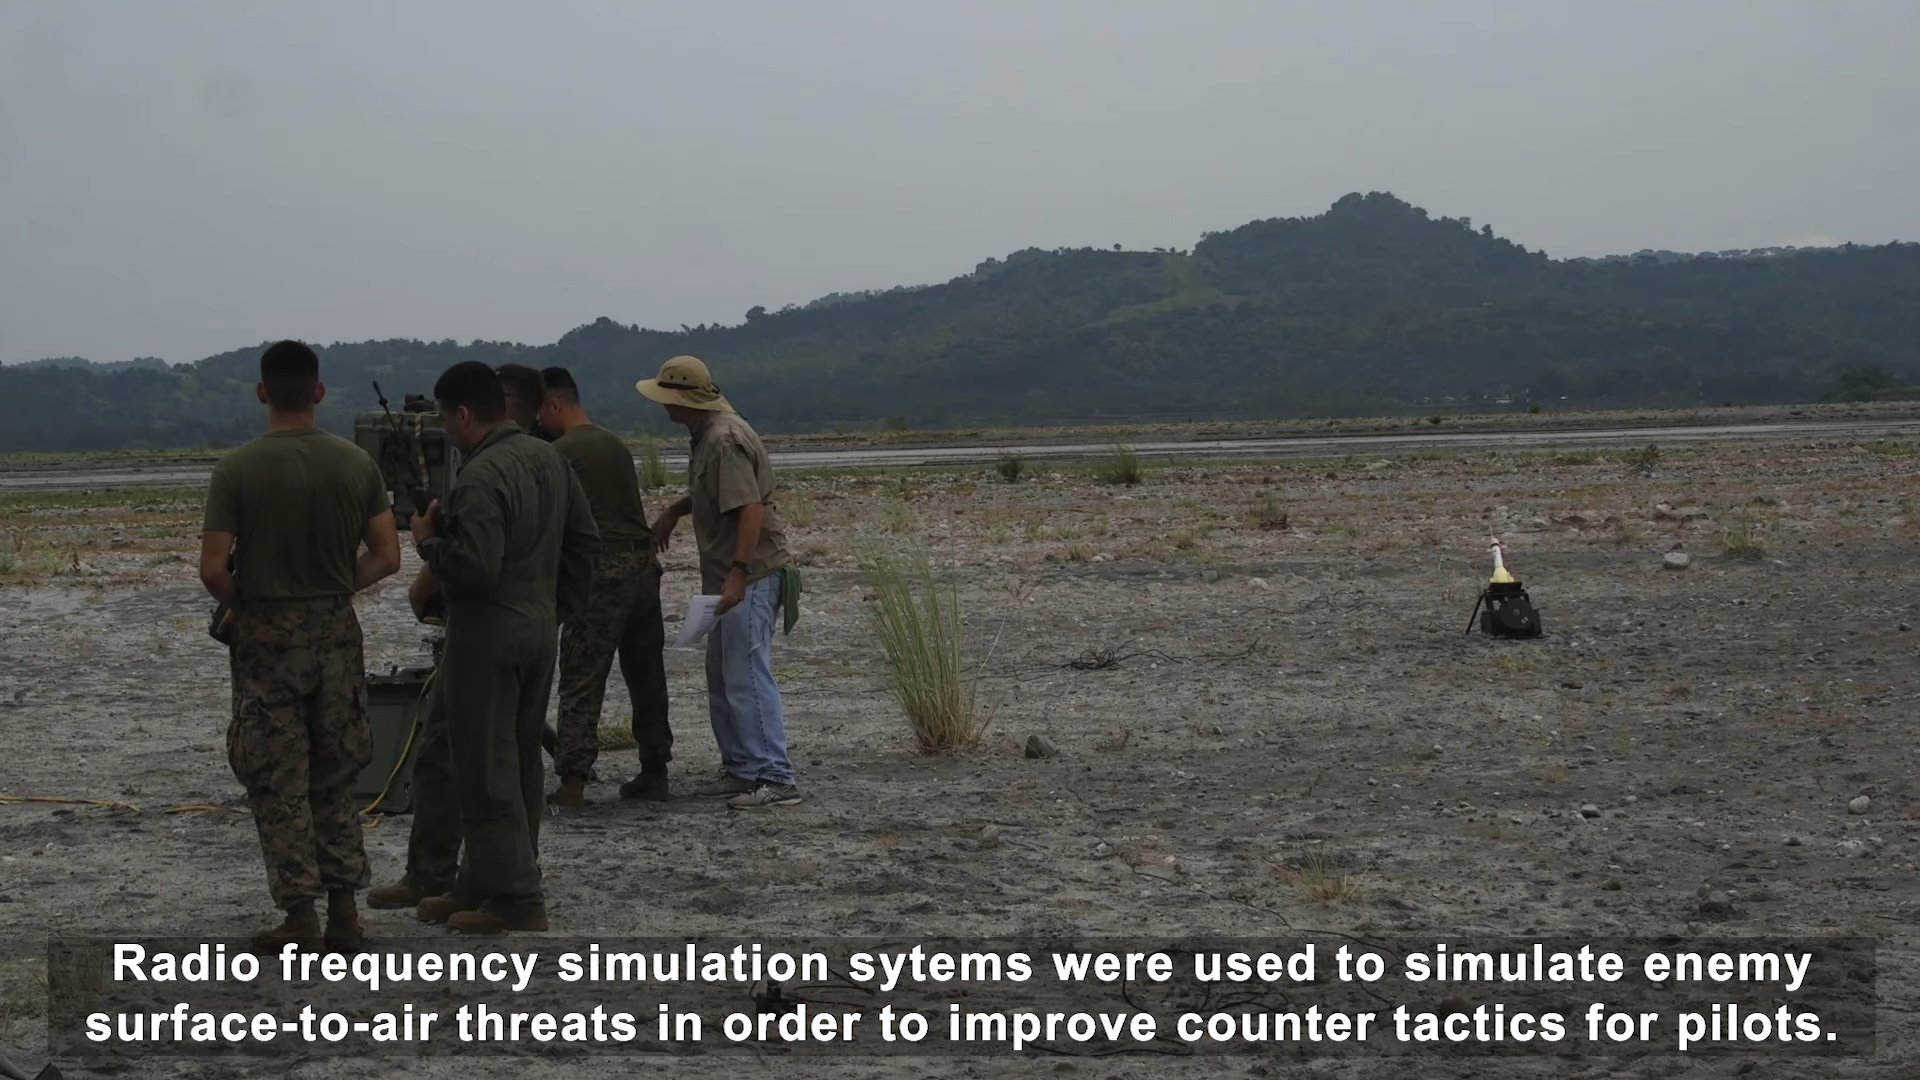 Radio frequency simulation sytems were used to simulate enemy
surface-to-air threats in order to improve counter tactics for pilots.